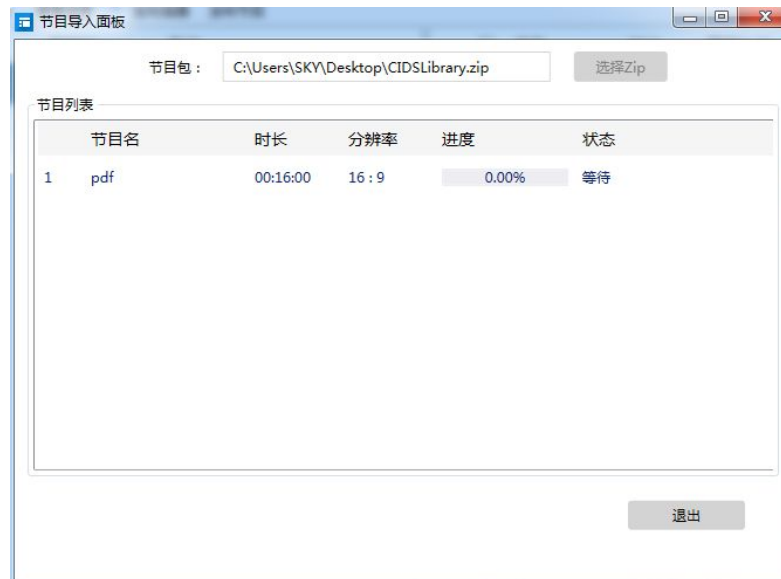 节目导入面板
节目包： C:\Users\SKY\Desktop\CIDSLibrary.zip 选择Zip
节目列表
节目名 时长 分辨率 进度 状态
1 pdf 00:16:00 16 : 9 0.00% 等待
退出